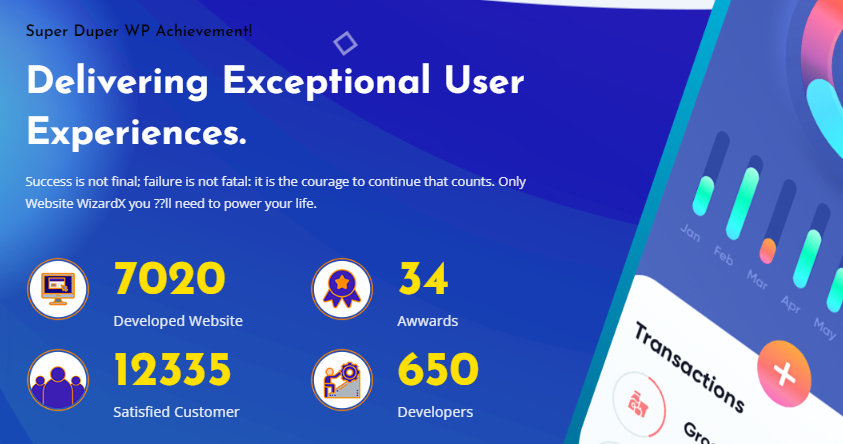 Super Duper WP Achievement!
Delivering Exceptional User
Experiences.
Success is not final; failure is not fatal: it is the courage to continue that counts. Only
Website WizardX you ??ll need to power your life.
7020
Developed Website
34
Awwards
12335
Satisfied Customer
650
Developers
Jan
Feb
Mar
Apr
May
Transactions